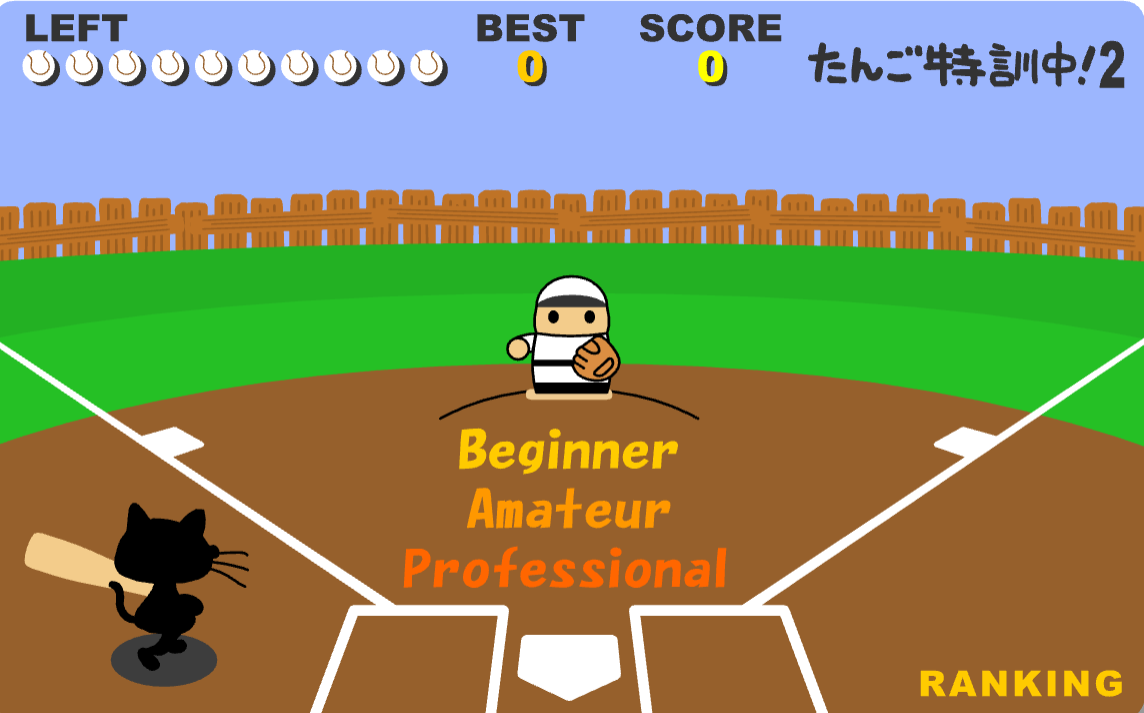 LEFT
BEST
0
SCORE
0
たんご特訓中!2
Beginner
Amateur
Professional
RANKING